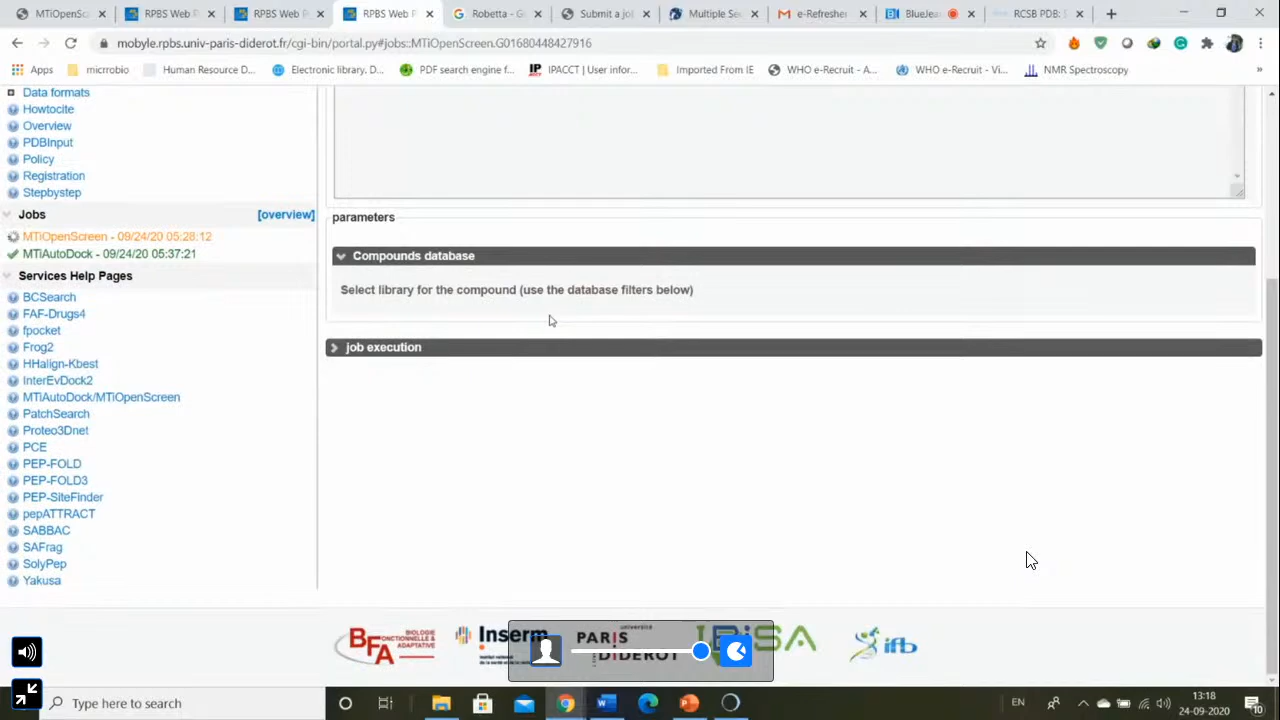 MTiOpenScreen
RPBS Web P
RPBS Web P
RPBS Web P
Robetta - G
Submit a jo
Multiple Se
e-Refresher
BlueJea
RCSB PDB:
mobyle.rpbs.univ-paris-diderot.fr/cgi-bin/portal.py#jobs::MTiOpenScreen.G01680448427916
Apps
micrrobio
Human Resource D...
Electronic library. D...
PDF search engine f...
IPACCT | User infor...
Imported From IE
WHO e-Recruit - A...
WHO e-Recruit - Vi...
NMR Spectroscopy
»
Data formats
Howtocite
Overview
PDBInput
Policy
Registration
Stepbystep
Jobs [overview]
MTiOpenScreen - 09/24/20 05:28:12
MTiAutoDock - 09/24/20 05:37:21
Services Help Pages
BCSearch
FAF-Drugs4
fpocket
Frog2
HHalign-Kbest
InterEvDock2
MTiAutoDock/MTiOpenScreen
PatchSearch
Proteo3Dnet
PCE
PEP-FOLD
PEP-FOLD3
PEP-SiteFinder
pepATTRACT
SABBAC
SAFrag
SolyPep
Yakusa
parameters
Compounds database
Select library for the compound (use the database filters below)
job execution
BFA
BIOLOGIE
FONCTIONNELLE &
ADAPTATIVE
Inserm
université
PARIS
DIDEROT
IBiSA
ifb
Type here to search
EN
13:18
24-09-2020
10